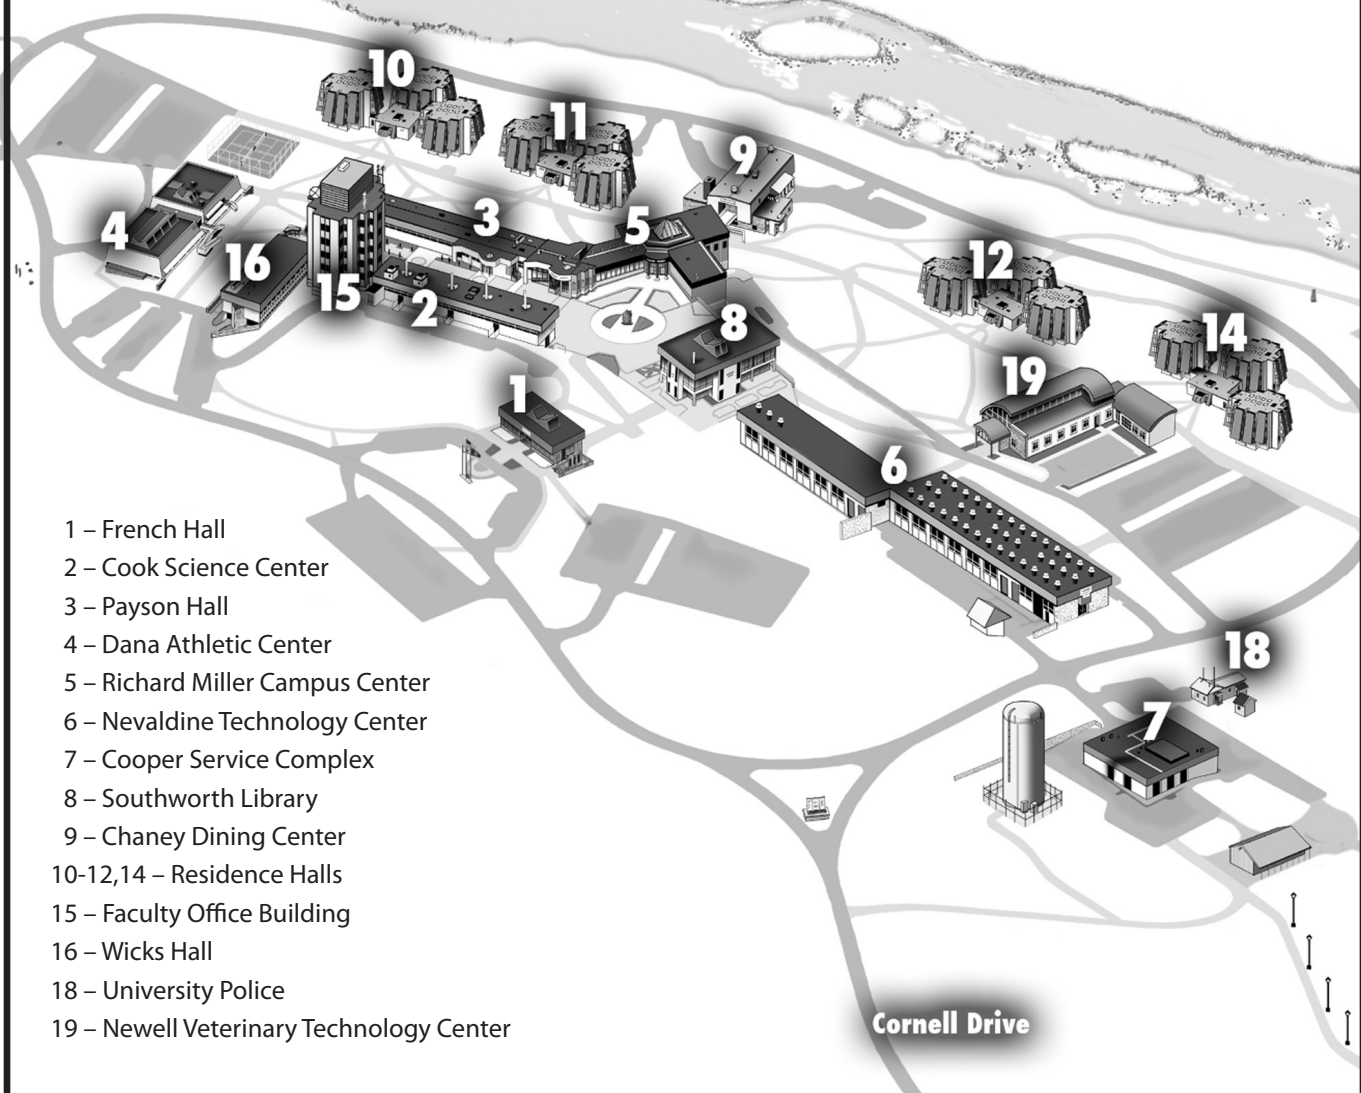 10
11
9
4
16
3
5
15
2
12
8
14
1
19
6
18
7
1 – French Hall
2 – Cook Science Center
3 – Payson Hall
4 – Dana Athletic Center
5 – Richard Miller Campus Center
6 – Nevaldine Technology Center
7 – Cooper Service Complex
8 – Southworth Library
9 – Chaney Dining Center
10-12,14 – Residence Halls
15 – Faculty Office Building
16 – Wicks Hall
18 – University Police
19 – Newell Veterinary Technology Center
Cornell Drive